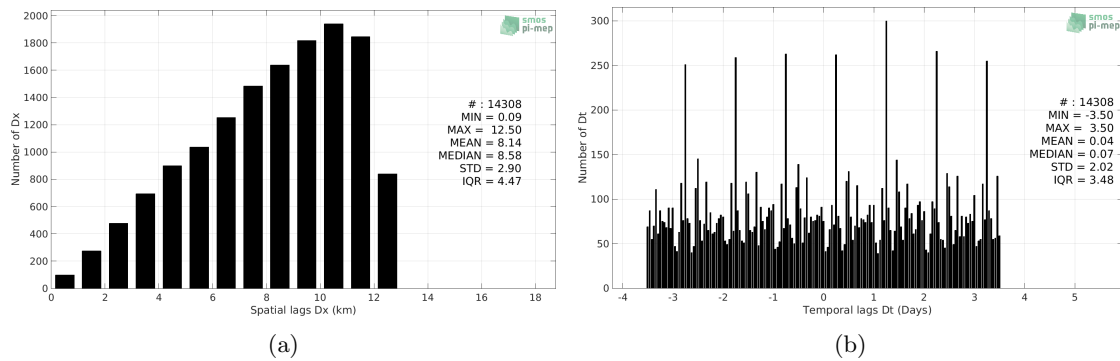 2000
1800
1600
1400
1200
1000
800
600
400
200
0
0 2 4 6 8 10 12 14 16 18
Number of Dx
Spatial lags Dx (km)
smos
pi-mep
# : 14308
MIN = 0.09
MAX = 12.50
MEAN = 8.14
MEDIAN = 8.58
STD = 2.90
IQR = 4.47
(a)
300
250
200
150
100
50
0
-4 -3 -2 -1 0 1 2 3 4 5
Number of Dt
Temporal lags Dt (Days)
smos
pi-mep
# : 14308
MIN = -3.50
MAX = 3.50
MEAN = 0.04
MEDIAN = 0.07
STD = 2.02
IQR = 3.48
(b)